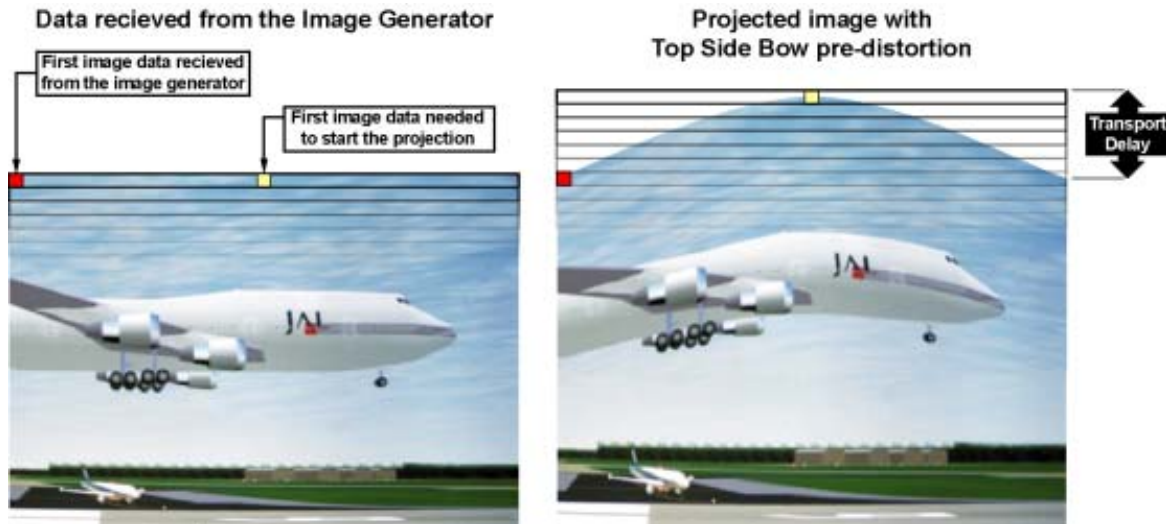 Data recieved from the Image Generator
First image data recieved
from the image generator
First image data needed
to start the projection
JAL
Projected image with
Top Side Bow pre-distortion
Transport
Delay
JAL